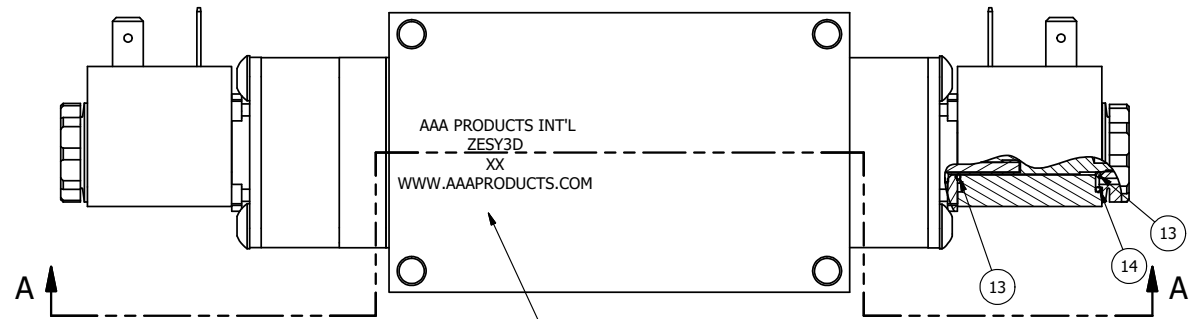 AAA PRODUCTS INT'L
ZESY3D
XX
WWW.AAAPRODUCTS.COM
13
14
13
A
A